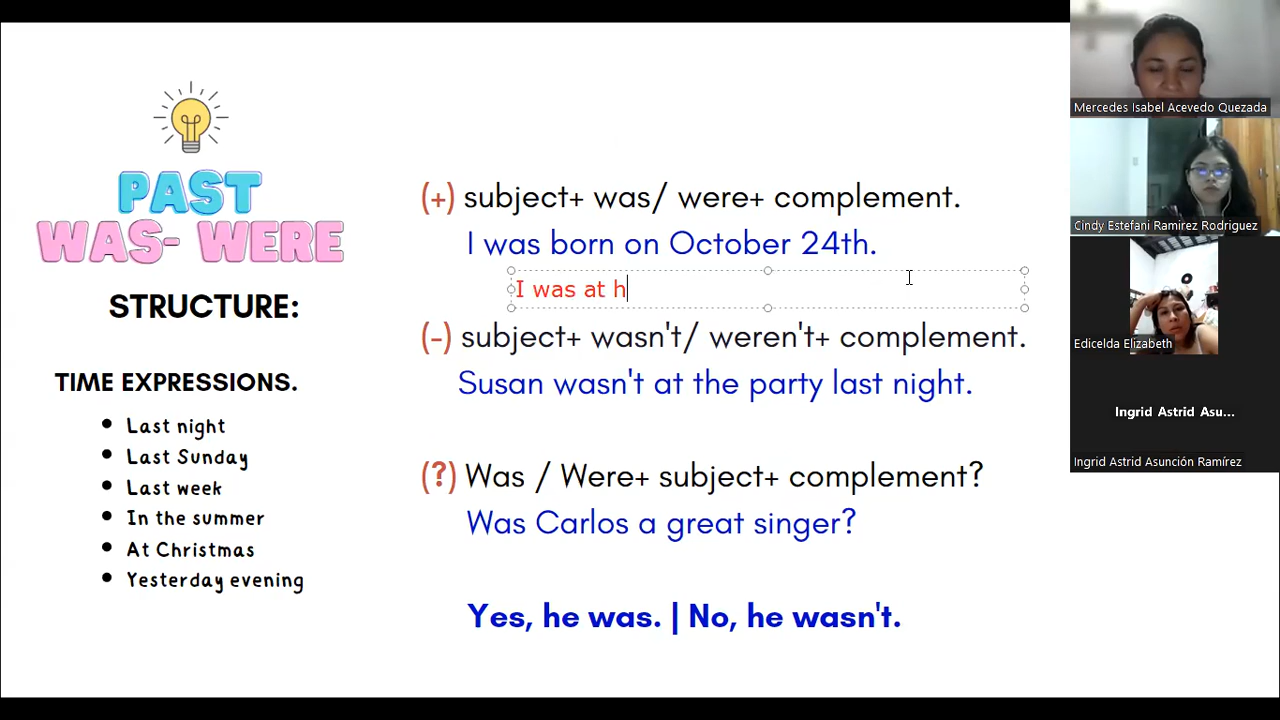 PAST
WAS- WERE
STRUCTURE:
TIME EXPRESSIONS.
Last night
Last Sunday
Last week
In the summer
At Christmas
Yesterday evening
(+) subject+ was/ were+ complement.
I was born on October 24th.
I was at h
(-) subject+ wasn't/ weren't+ complement.
Susan wasn't at the party last night.
(?) Was / Were+ subject+ complement?
Was Carlos a great singer?
Yes, he was. | No, he wasn't.
Mercedes Isabel Acevedo Quezada
Cindy Estefani Ramirez Rodriguez
Edicelda Elizabeth
Ingrid Astrid Asu...
Ingrid Astrid Asunción Ramírez